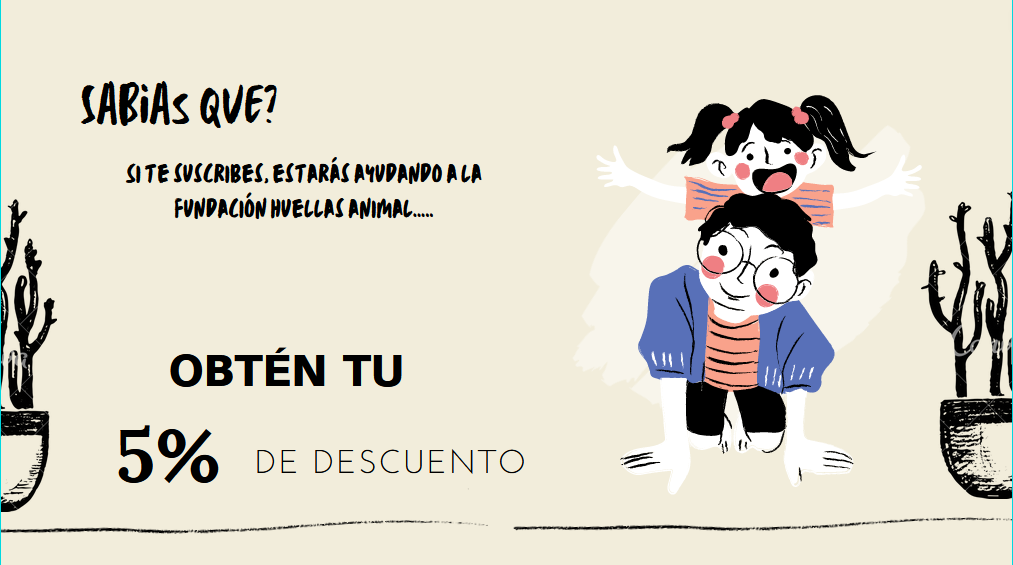 SABiAs QUE?
SI TE SUSCRIBES, ESTARÁS AYUDANDO A LA
FUNDACIÓN HUELLAS ANIMAL.....
OBTÉN TU
5% DE DESCUENTO